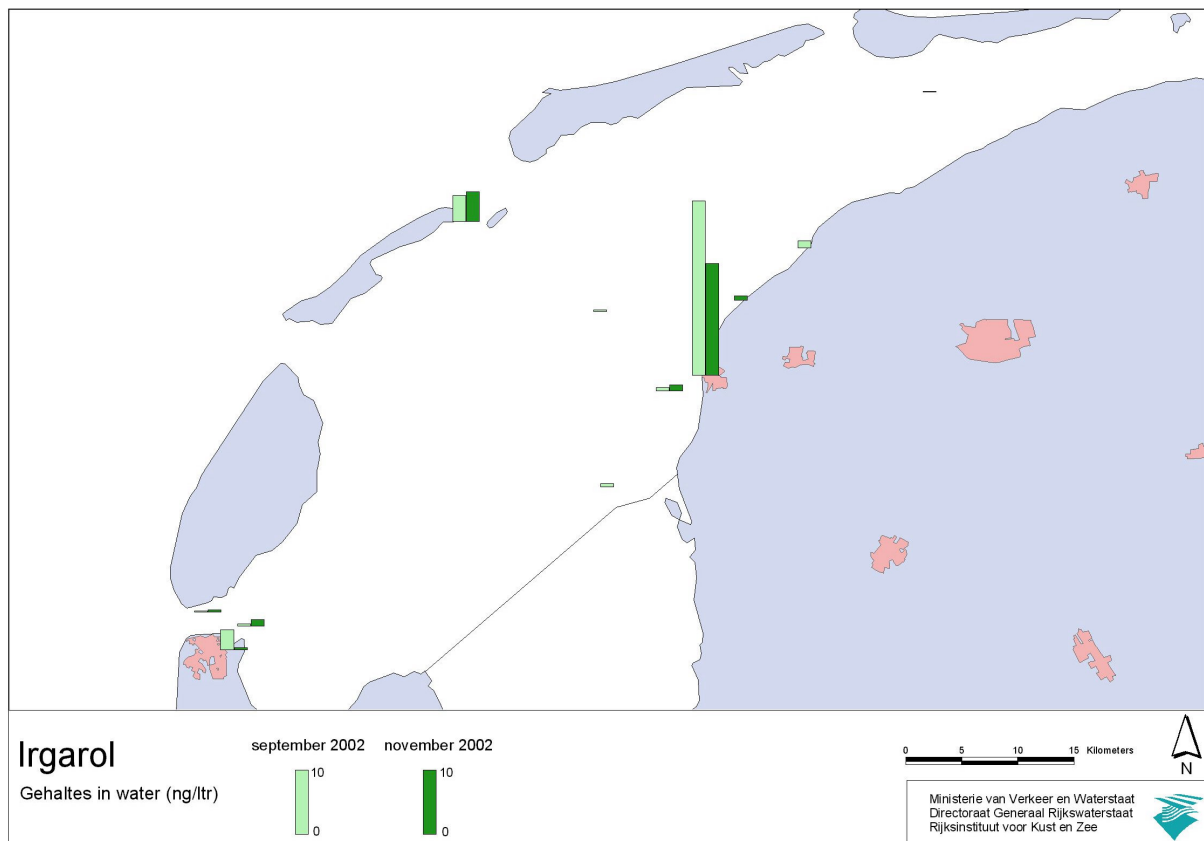 Irgarol
Gehaltes in water (ng/ltr)
september 2002
10
0
november 2002
10
0
0 5 10 15 Kilometers
N
Ministerie van Verkeer en Waterstaat
Directoraat Generaal Rijkswaterstaat
Rijksinstituut voor Kust en Zee